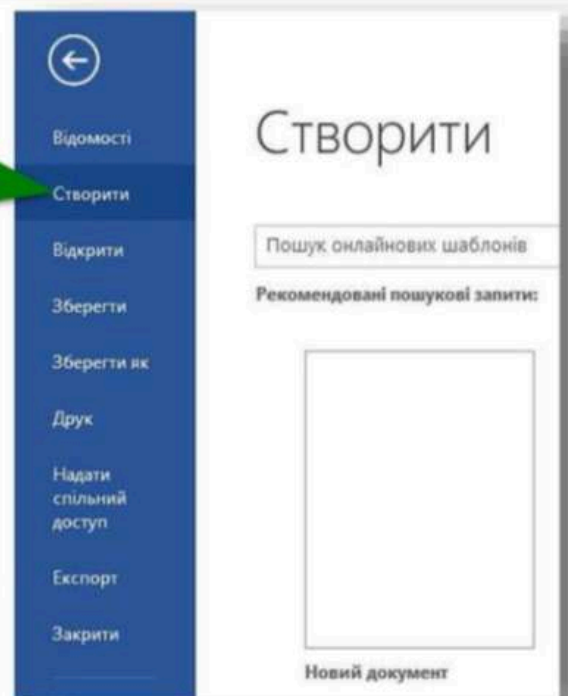 Відомості
Створити
Відкрити
Зберегти
Зберегти як
Друк
Надати
спільний
доступ
Експорт
Закрити
Створити
Пошук онлайнових шаблонів
Рекомендовані пошукові запити:
Новий документ